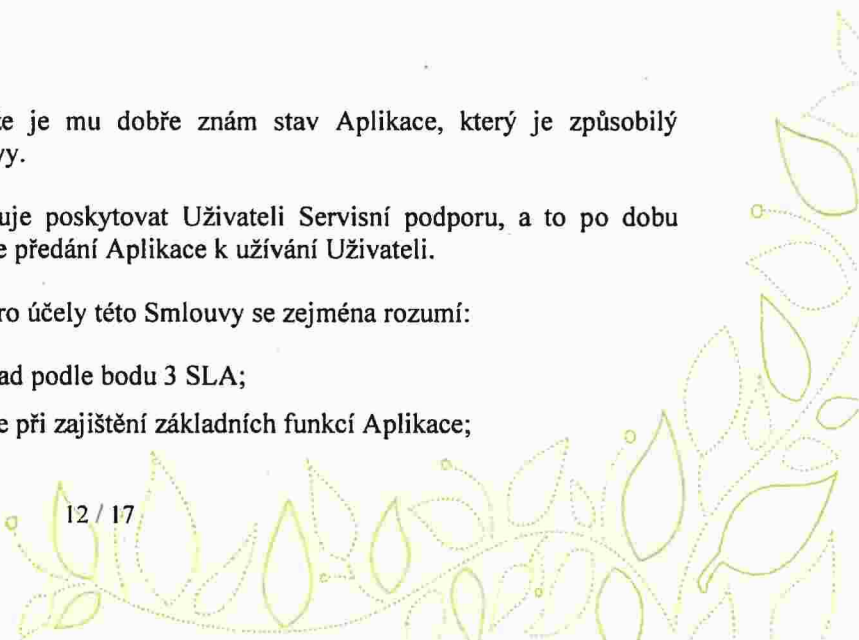 že je mu dobře znám stav Aplikace, který je způsobilý
vy.
uje poskytovat Uživateli Servisní podporu, a to po dobu
e předání Aplikace k užívání Uživateli.
ro účely této Smlouvy se zejména rozumí:
ad podle bodu 3 SLA;
e při zajištění základních funkcí Aplikace;
12 / 17